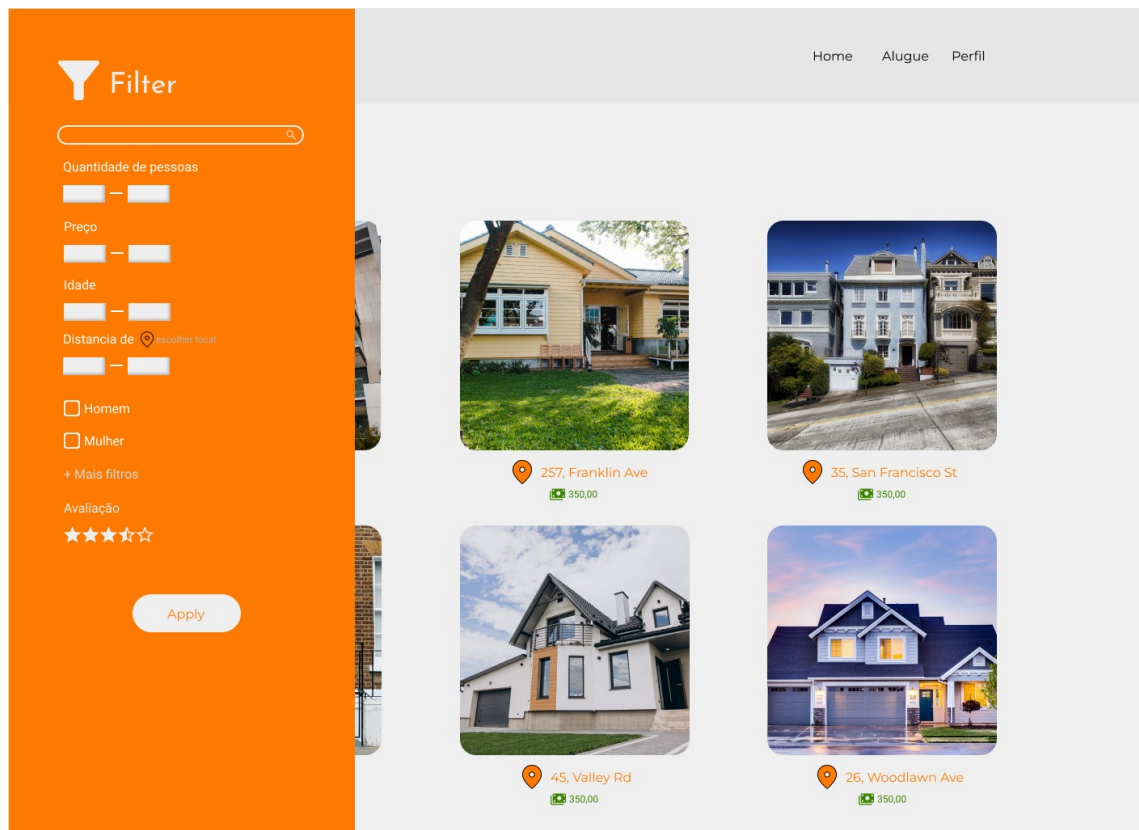 Home Alugue Perfil
Filter
Quantidade de pessoas
Preço
Idade
Distancia de escolher local
Homem
Mulher
+ Mais filtros
Avaliação
Apply
257, Franklin Ave
350,00
35, San Francisco St
350,00
45, Valley Rd
350,00
26, Woodlawn Ave
350,00